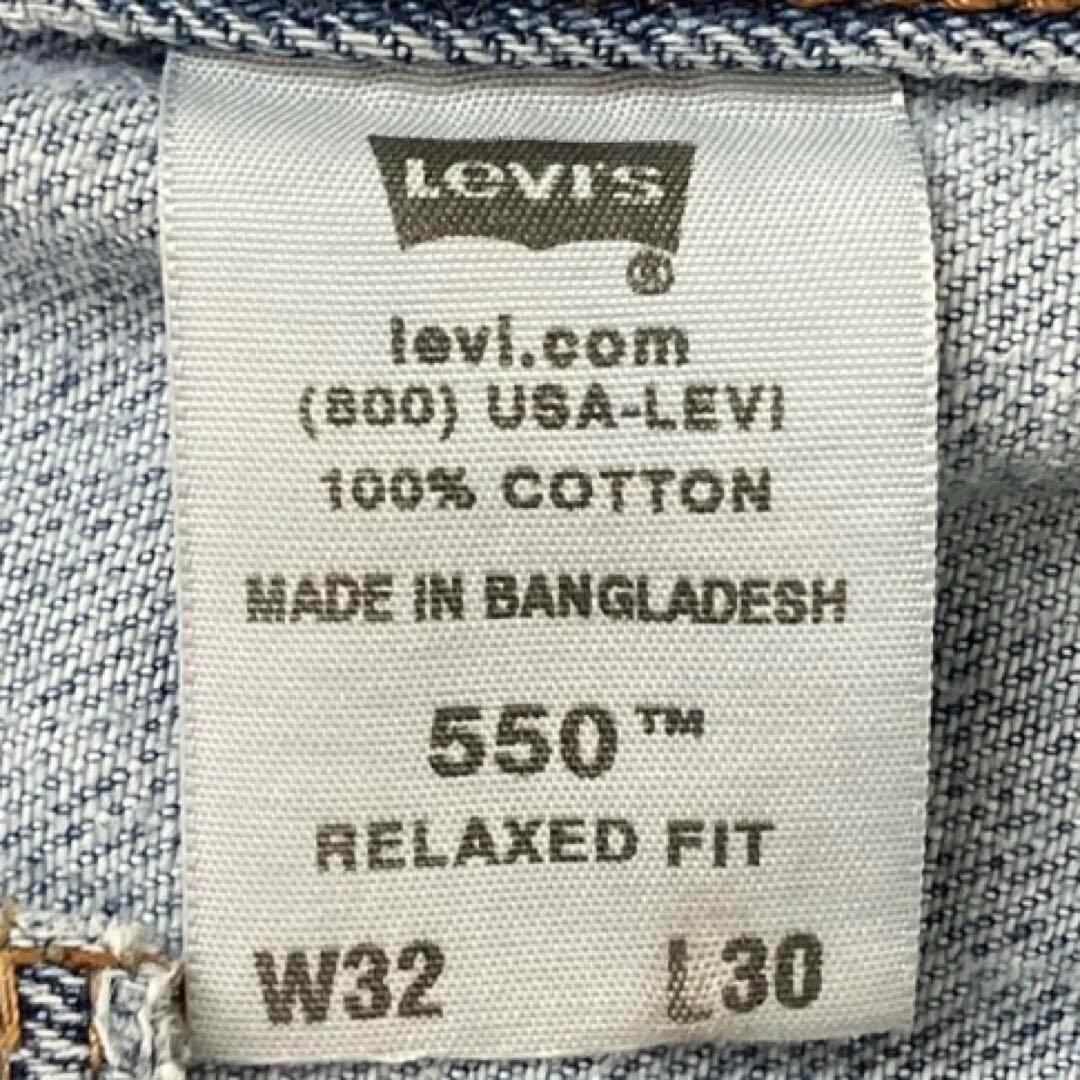 LEVI'S
®
levi.com
(800) USA-LEVI
100% COTTON
MADE IN BANGLADESH
550™
RELAXED FIT
W32 L30